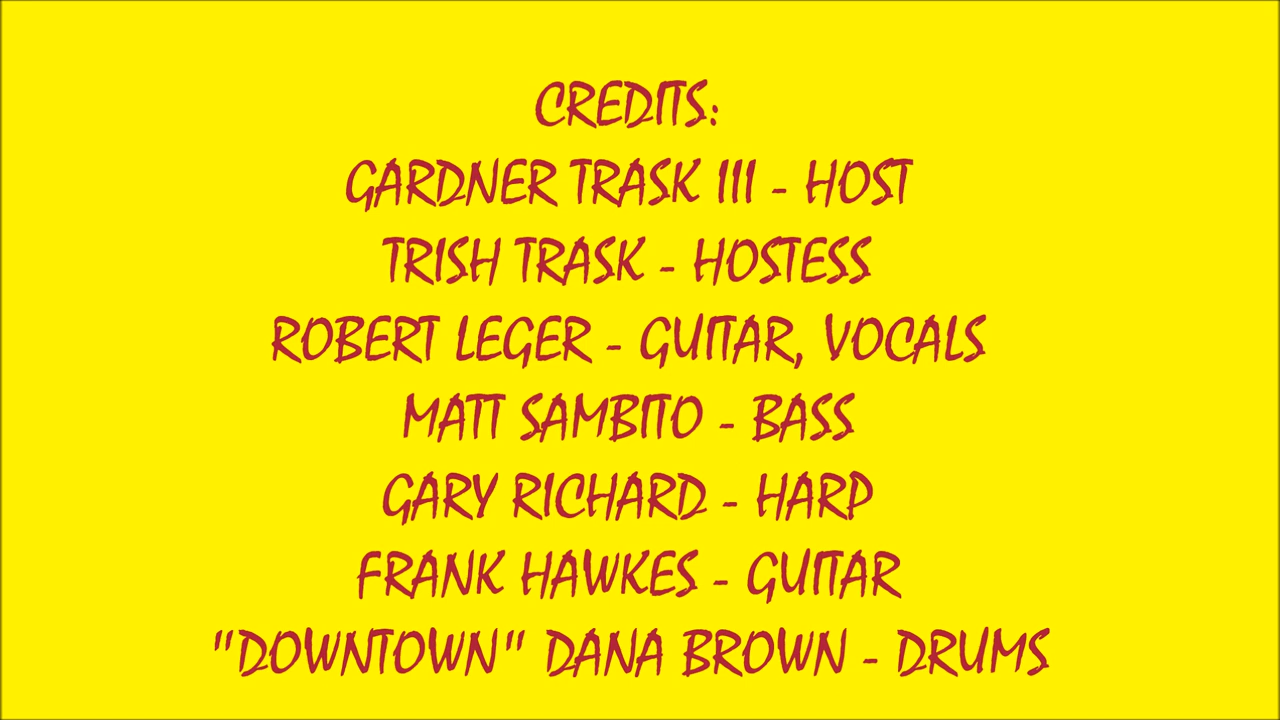 CREDITS:
GARDNER TRASK III - HOST
TRISH TRASK - HOSTESS
ROBERT LEGER - GUITAR, VOCALS
MATT SAMBITO - BASS
GARY RICHARD - HARP
FRANK HAWKES - GUITAR
"DOWNTOWN" DANA BROWN - DRUMS